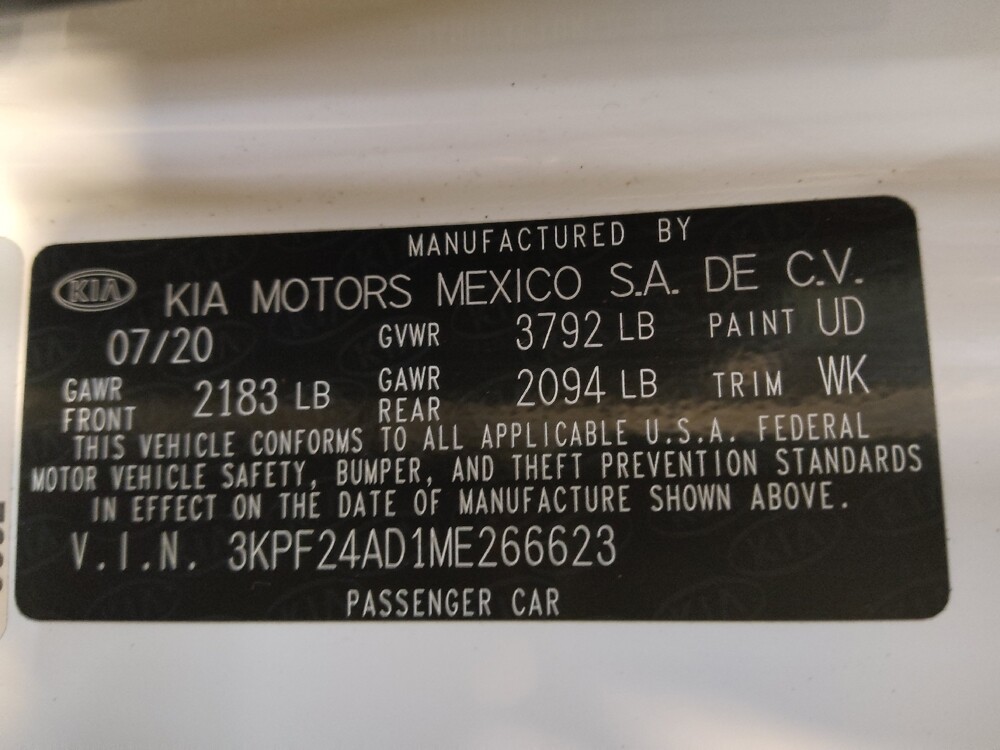 MANUFACTURED BY
KIA KIA MOTORS MEXICO S.A. DE C.V.
07/20 GVWR 3792 LB PAINT UD
GAWR FRONT 2183 LB GAWR REAR 2094 LB TRIM WK
THIS VEHICLE CONFORMS TO ALL APPLICABLE U.S.A. FEDERAL
MOTOR VEHICLE SAFETY, BUMPER, AND THEFT PREVENTION STANDARDS
IN EFFECT ON THE DATE OF MANUFACTURE SHOWN ABOVE.
V.I.N. 3KPF24AD1ME266623
PASSENGER CAR